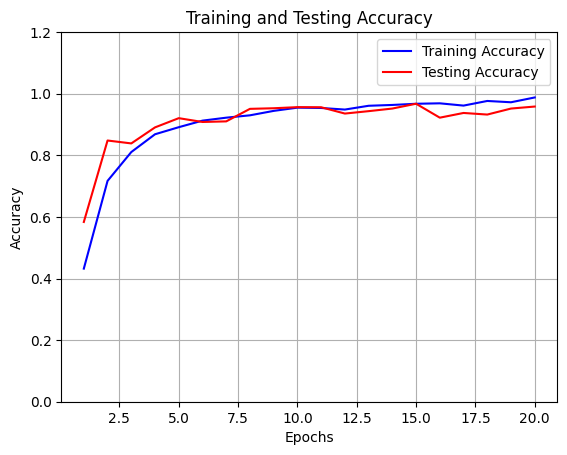 Training and Testing Accuracy
Training Accuracy
Testing Accuracy
1.2
1.0
0.8
0.6
0.4
0.2
0.0
Accuracy
2.5 5.0 7.5 10.0 12.5 15.0 17.5 20.0
Epochs